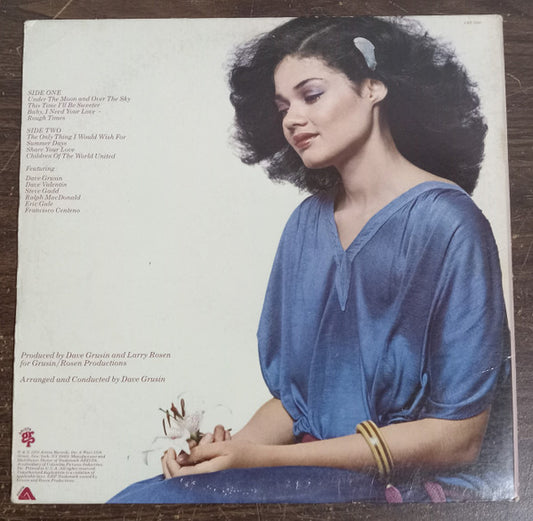 SIDE ONE
Under The Moon and Over The Sky
This Time I'll Be Sweeter
Baby, I Need Your Love -
Rough Times
SIDE TWO
The Only Thing I Would Wish For
Summer Days
Share Your Love
Children Of The World United
Featuring:
Dave Grusin
Dave Valentin
Steve Gadd
Ralph MacDonald
Eric Gale
Francisco Centeno
Produced by Dave Grusin and Larry Rosen
for Grusin/Rosen Productions
Arranged and Conducted by Dave Grusin
GRP